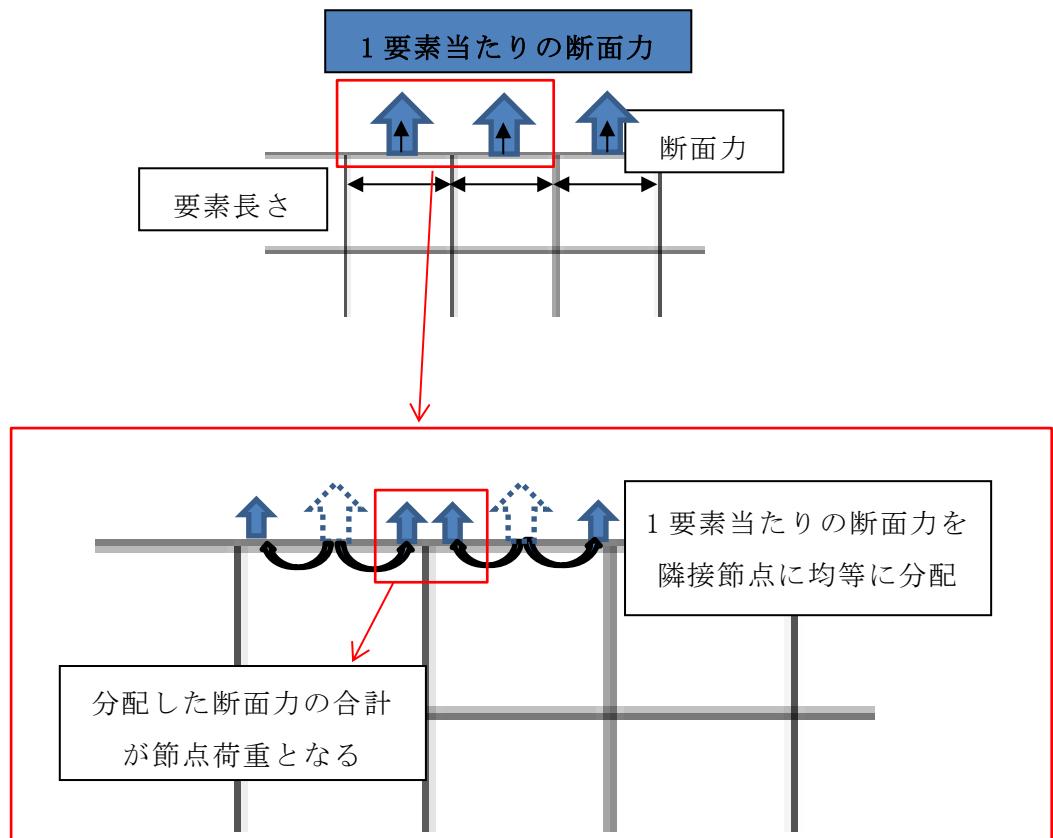 １要素当たりの断面力
断面力
要素長さ
１要素当たりの断面力を
隣接節点に均等に分配
分配した断面力の合計
が節点荷重となる